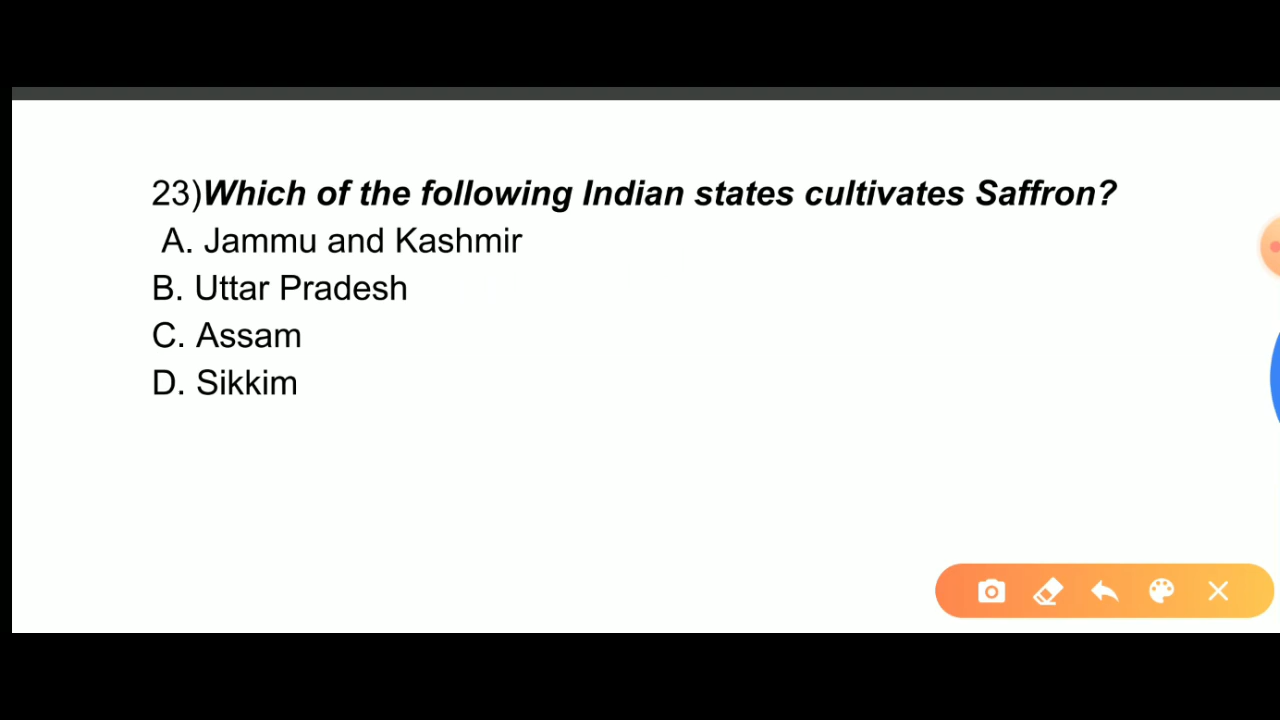 23)Which of the following Indian states cultivates Saffron?
A. Jammu and Kashmir
B. Uttar Pradesh
C. Assam
D. Sikkim